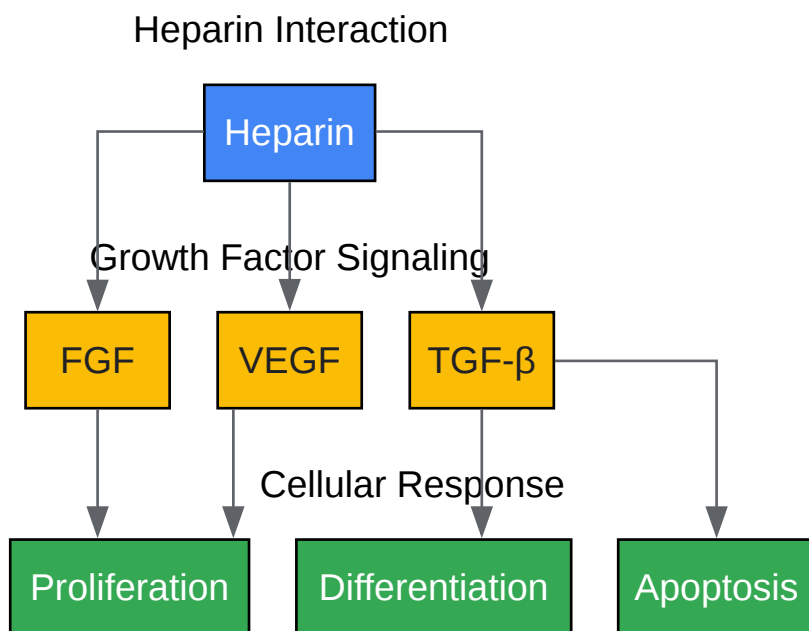 Heparin Interaction
Heparin
Growth Factor Signaling
FGF
VEGF
TGF-β
Cellular Response
Proliferation
Differentiation
Apoptosis